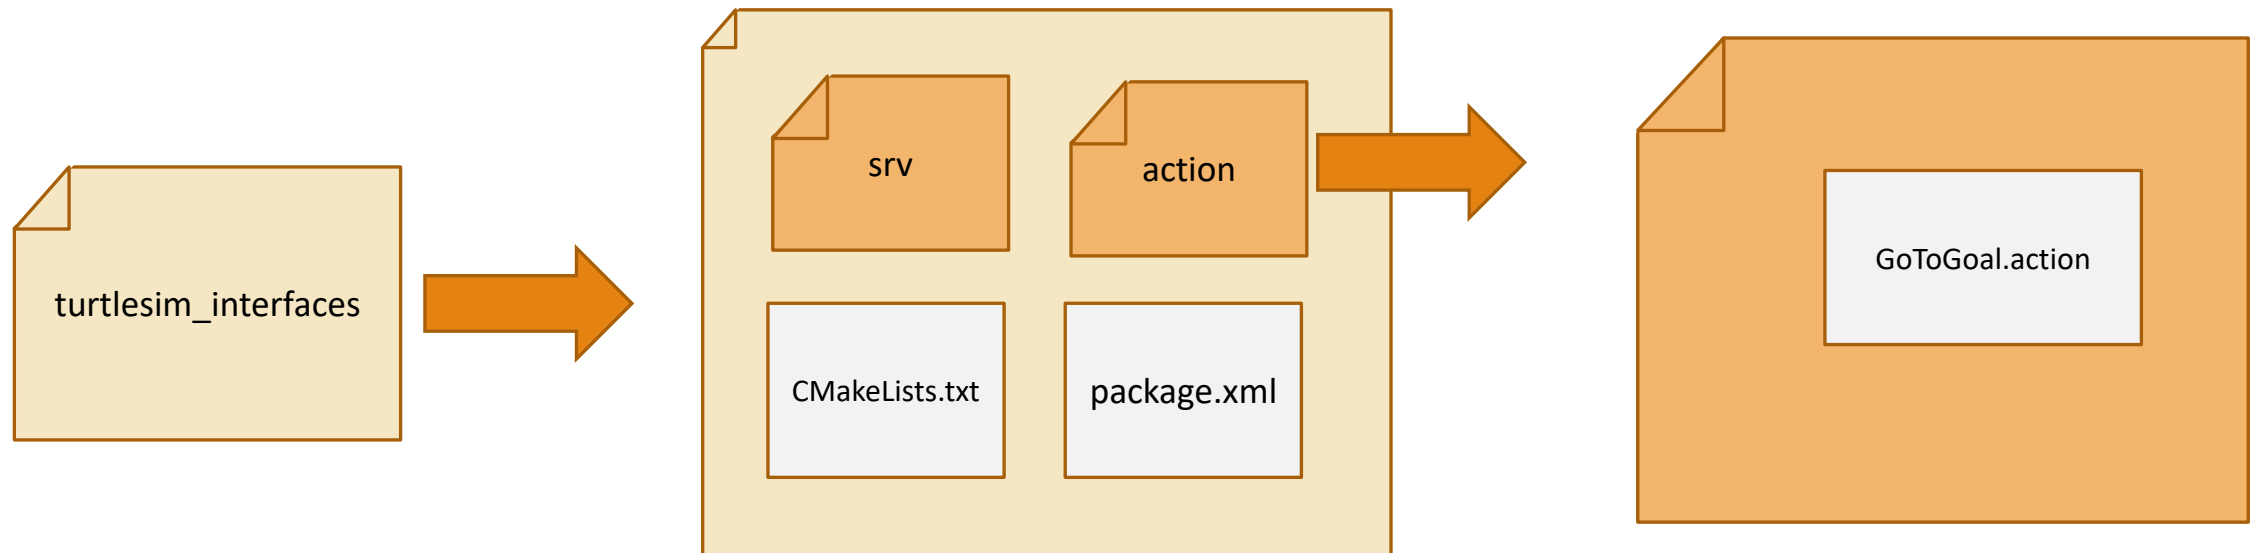 turtlesim_interfaces
srv
action
CMakeLists.txt
package.xml
GoToGoal.action